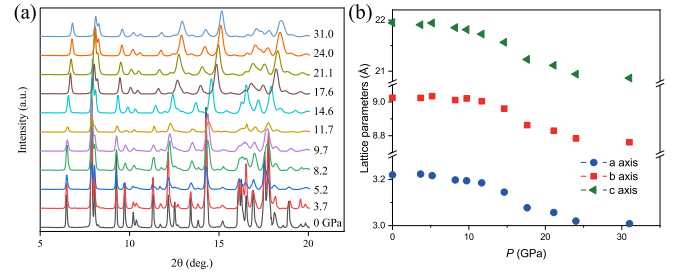 (a)
Intensity (a.u.)
31.0
24.0
21.1
17.6
14.6
11.7
9.7
8.2
5.2
3.7
0 GPa
5 10 15 20
2θ (deg.)
(b)
Lattice parameters (Å)
22
21
9.0
8.8
3.2
3.0
a axis
b axis
c axis
0 10 20 30
P (GPa)